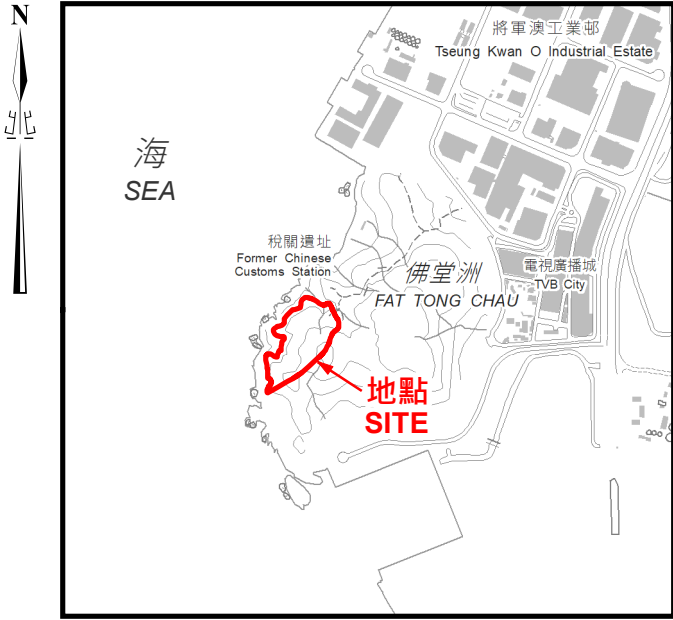 N
將軍澳工業邨
Tseung Kwan O Industrial Estate
海
SEA
稅關遺址
Former Chinese
Customs Station
佛堂洲
FAT TONG CHAU
電視廣播城
TVB City
地點
SITE